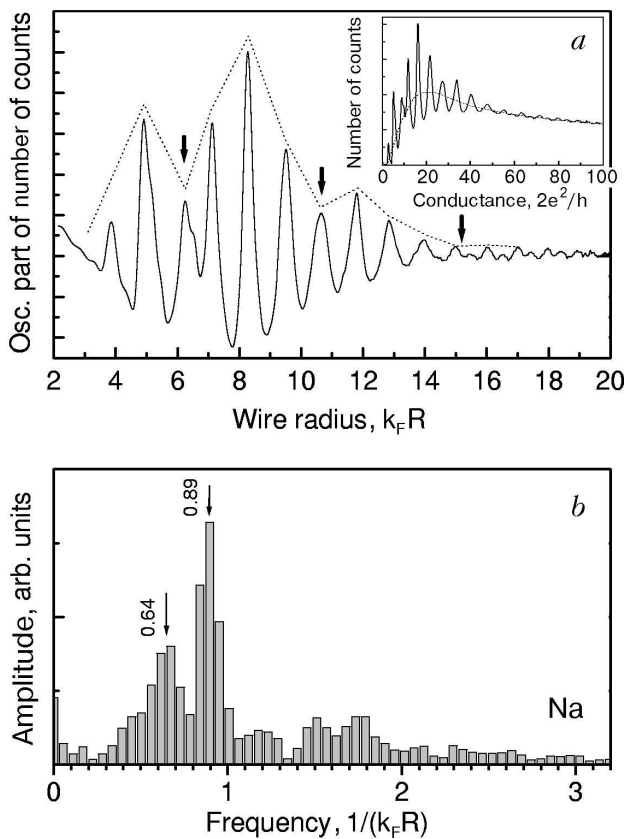 Osc. part of number of counts
a
Number of counts
0 20 40 60 80 100
Conductance, 2e²/h
2 4 6 8 10 12 14 16 18 20
Wire radius, k_F R
b
Amplitude, arb. units
0.64
0.89
Na
0 1 2 3
Frequency, 1/(k_F R)